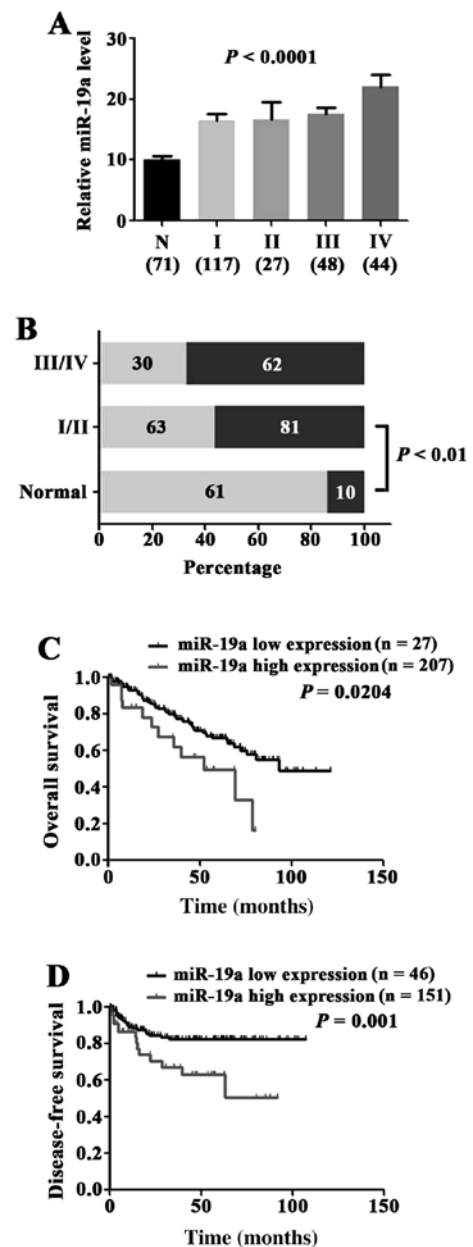 A
P < 0.0001
Relative miR-19a level
30
20
10
0
N I II III IV
(71) (117) (27) (48) (44)
B
III/IV 30 62
I/II 63 81
P < 0.01
Normal 61 10
0 20 40 60 80 100
Percentage
C
miR-19a low expression (n = 27)
miR-19a high expression (n = 207)
P = 0.0204
Overall survival
1.0
0.8
0.6
0.4
0.2
0.0
0 50 100 150
Time (months)
D
miR-19a low expression (n = 46)
miR-19a high expression (n = 151)
P = 0.001
Disease-free survival
1.0
0.8
0.6
0.4
0.2
0.0
0 50 100 150
Time (months)